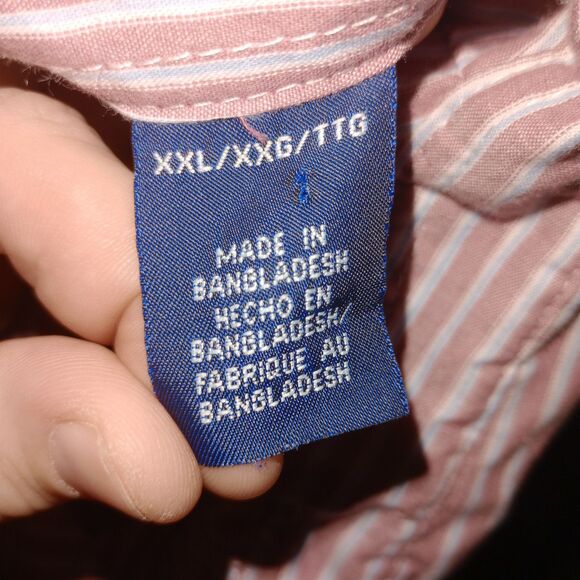 XXL/XXG/TTG
MADE IN
BANGLADESH
HECHO EN
BANGLADESH/
FABRIQUE AU
BANGLADESH